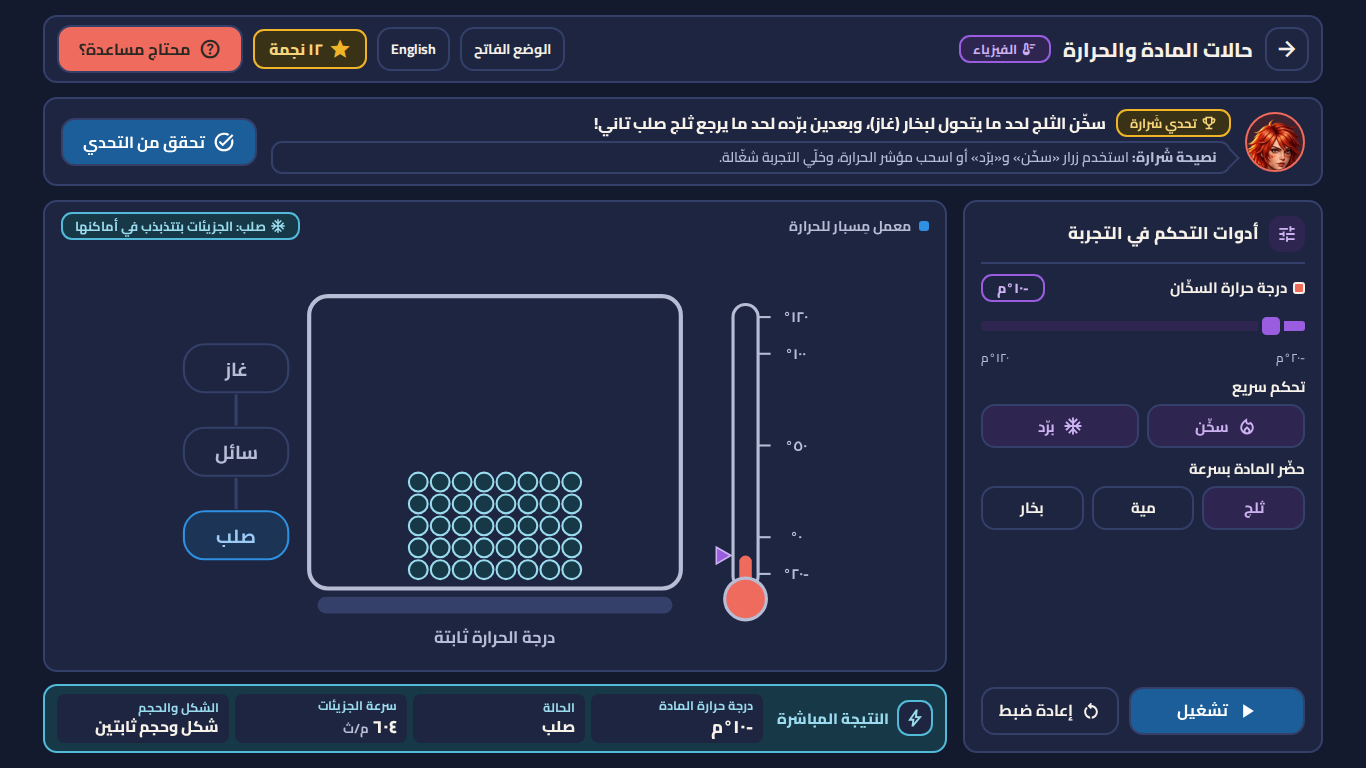 حالات المادة والحرارة
الفيزياء
الوضع الفاتح
English
١٢ نجمة
محتاج مساعدة؟
تحدي شرارة
سخّن الثلج لحد ما يتحول لبخار (غاز)، وبعدين برّده لحد ما يرجع ثلج صلب تاني!
نصيحة شرارة: استخدم زرار «سخّن» و«برّد» أو اسحب مؤشر الحرارة، وخلّي التجربة شغّالة.
تحقق من التحدي
أدوات التحكم في التجربة
درجة حرارة السخّان
-١٠°م
-٢٠°م
١٢٠°م
تحكم سريع
سخّن
برّد
حضّر المادة بسرعة
ثلج
مية
بخار
تشغيل
إعادة ضبط
معمل مسبار للحرارة
صلب: الجزيئات بتتذبذب في أماكنها
١٢٠°
١٠٠°
٥٠°
٠°
-٢٠°
غاز
سائل
صلب
درجة الحرارة ثابتة
النتيجة المباشرة
درجة حرارة المادة
-١٠°م
الحالة
صلب
سرعة الجزيئات
٦٠٤ م/ث
الشكل والحجم
شكل وحجم ثابتين